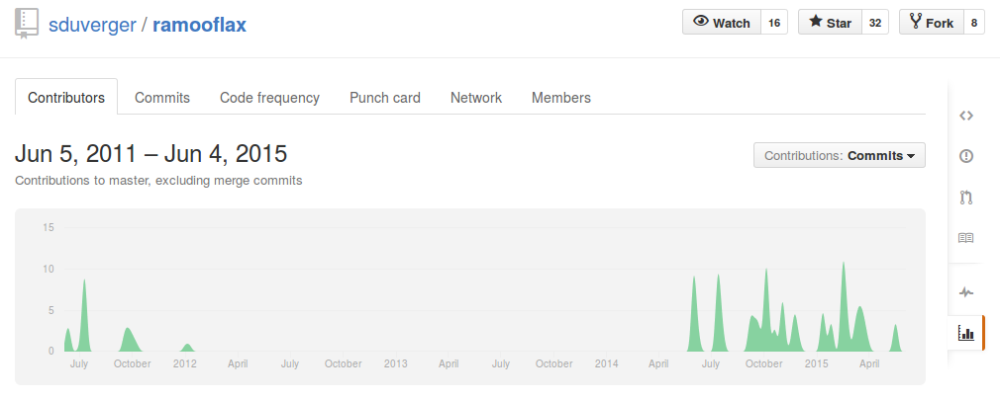 sduverger / ramooflax
Watch 16 Star 32 Fork 8
Contributors Commits Code frequency Punch card Network Members
Jun 5, 2011 – Jun 4, 2015
Contributions: Commits
Contributions to master, excluding merge commits
15
10
5
0
July October 2012 April July October 2013 April July October 2014 April July October 2015 April